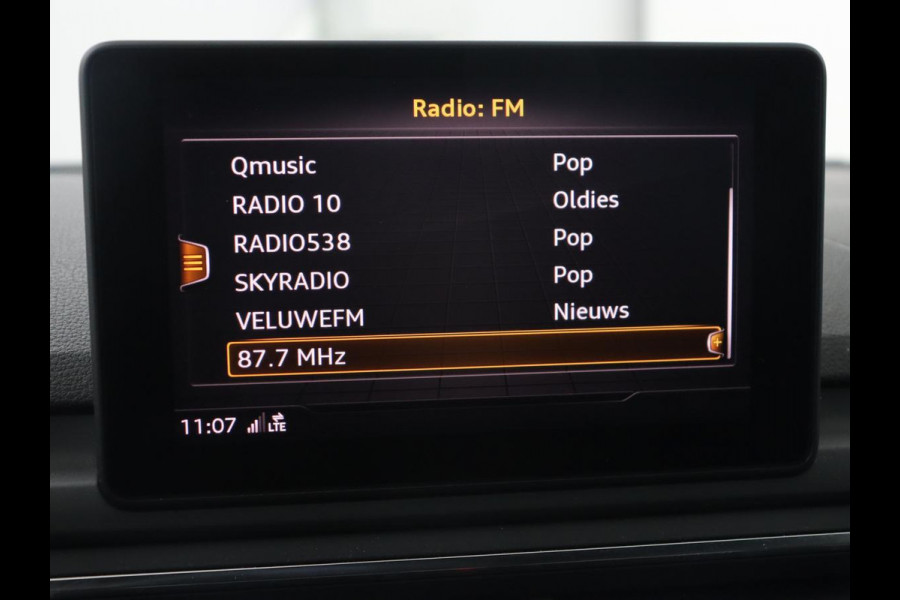 Radio: FM
Qmusic Pop
RADIO 10 Oldies
RADIO538 Pop
SKYRADIO Pop
VELUWEFM Nieuws
87.7 MHz
11:07 LTE